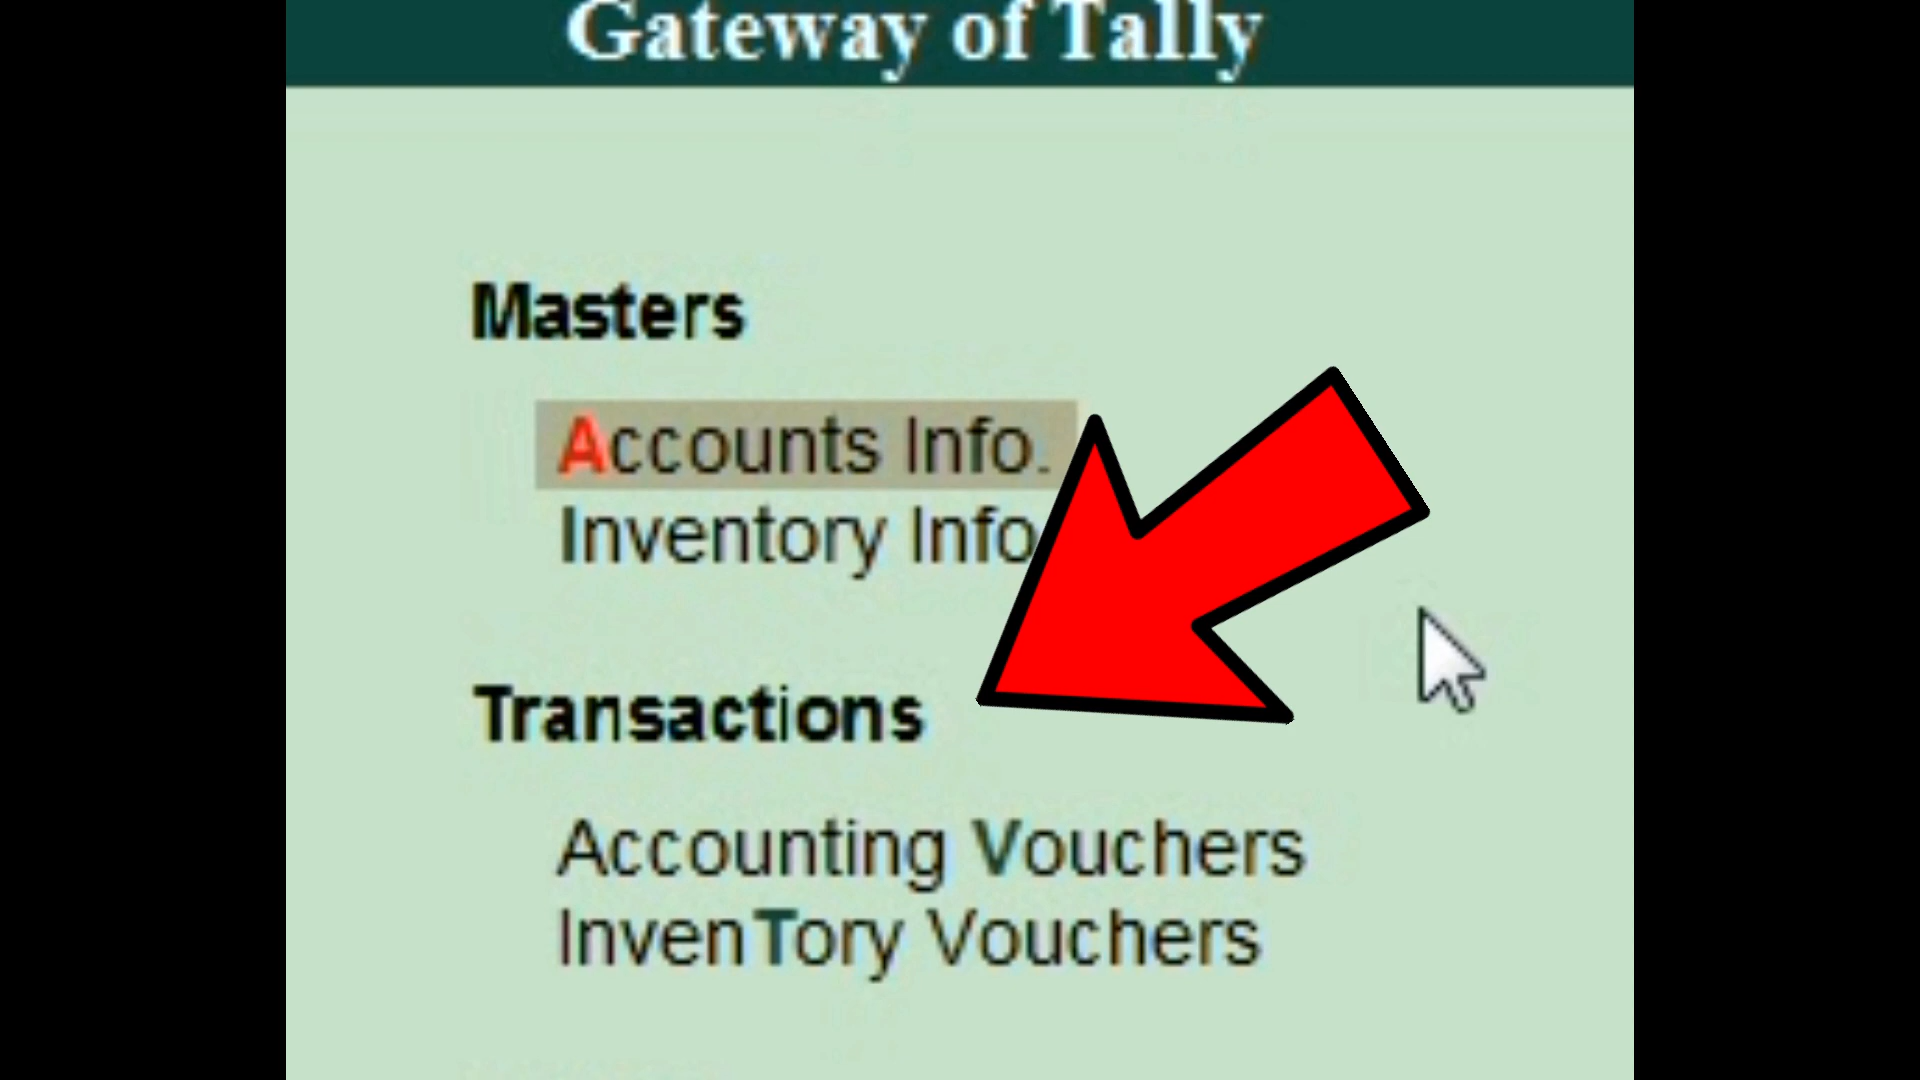 Gateway of Tally
Masters
Accounts Info.
Inventory Info
Transactions
Accounting Vouchers
InvenTory Vouchers